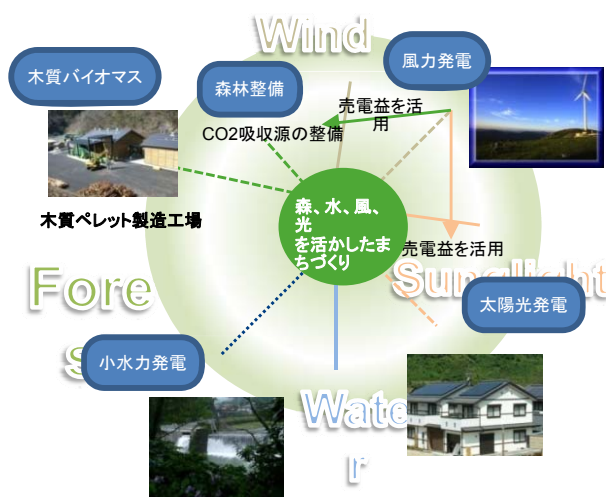 Wind
風力発電
木質バイオマス
森林整備
売電益を活
用
CO2吸収源の整備
木質ペレット製造工場
森、水、風、
光
を活かしたま
ちづくり
売電益を活用
Fore
s
Sunlight
太陽光発電
小水力発電
Wate
r